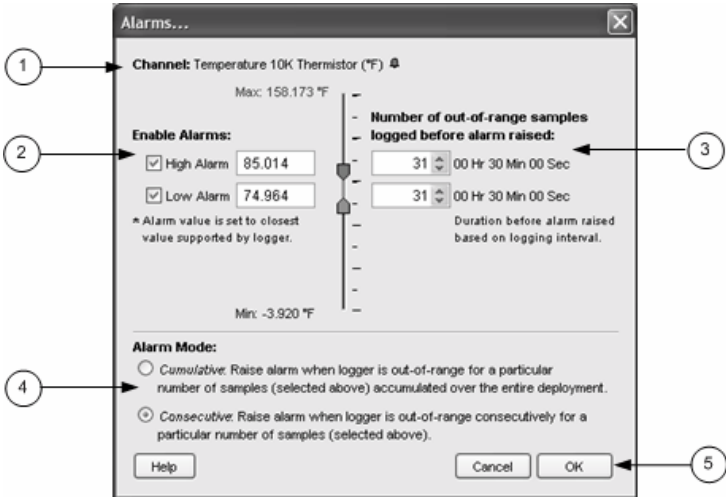 Alarms...
1
Channel: Temperature 10K Thermistor (°F)
Max: 158.173 °F
Number of out-of-range samples
logged before alarm raised:
Enable Alarms:
2
3
High Alarm 85.014
31 00 Hr 30 Min 00 Sec
Low Alarm 74.964
31 00 Hr 30 Min 00 Sec
* Alarm value is set to closest
value supported by logger.
Duration before alarm raised
based on logging interval.
Min: -3.920 °F
Alarm Mode:
4
Cumulative: Raise alarm when logger is out-of-range for a particular
number of samples (selected above) accumulated over the entire deployment.
Consecutive: Raise alarm when logger is out-of-range consecutively for a
particular number of samples (selected above).
Help
Cancel
OK
5